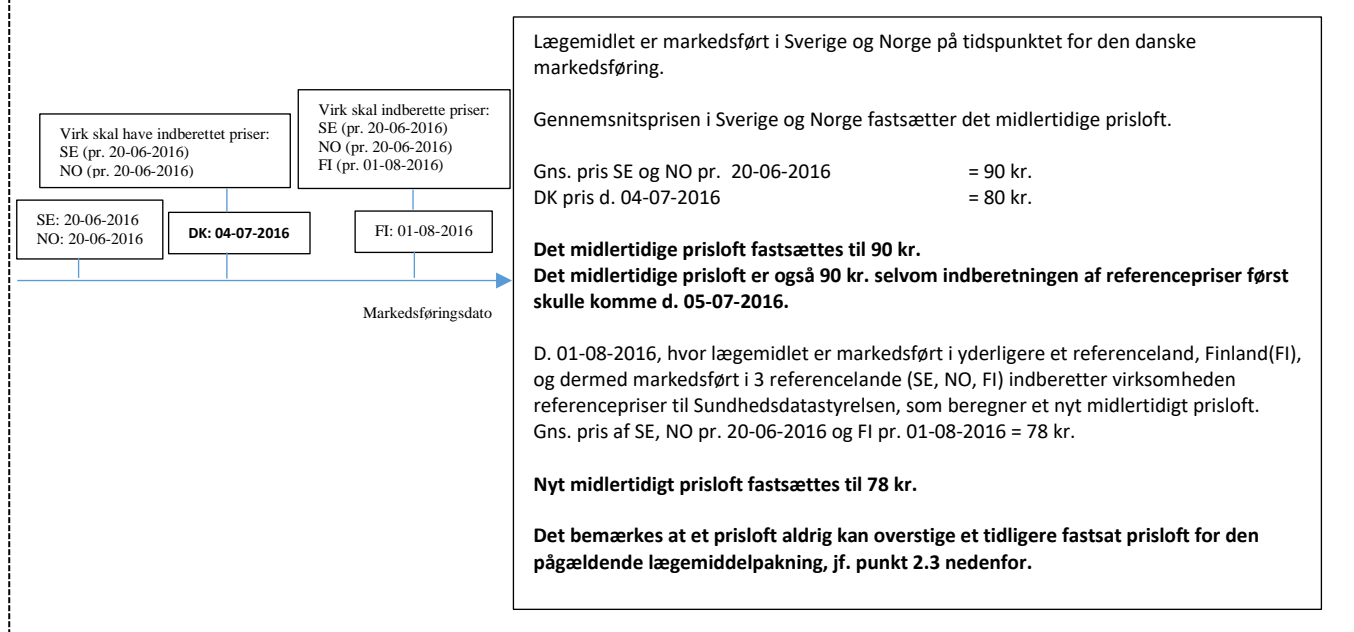 Virk skal have indberettet priser:
SE (pr. 20-06-2016)
NO (pr. 20-06-2016)
Virk skal indberette priser:
SE (pr. 20-06-2016)
NO (pr. 20-06-2016)
FI (pr. 01-08-2016)
SE: 20-06-2016
NO: 20-06-2016
DK: 04-07-2016
FI: 01-08-2016
Markedsføringsdato
Lægemidlet er markedsført i Sverige og Norge på tidspunktet for den danske
markedsføring.
Gennemsnitsprisen i Sverige og Norge fastsætter det midlertidige prisloft.
Gns. pris SE og NO pr. 20-06-2016 = 90 kr.
DK pris d. 04-07-2016 = 80 kr.
Det midlertidige prisloft fastsættes til 90 kr.
Det midlertidige prisloft er også 90 kr. selvom indberetningen af referencepriser først
skulle komme d. 05-07-2016.
D. 01-08-2016, hvor lægemidlet er markedsført i yderligere et referenceland, Finland(FI),
og dermed markedsført i 3 referencelande (SE, NO, FI) indberetter virksomheden
referencepriser til Sundhedsdatastyrelsen, som beregner et nyt midlertidigt prisloft.
Gns. pris af SE, NO pr. 20-06-2016 og FI pr. 01-08-2016 = 78 kr.
Nyt midlertidigt prisloft fastsættes til 78 kr.
Det bemærkes at et prisloft aldrig kan overstige et tidligere fastsat prisloft for den
pågældende lægemiddelpakning, jf. punkt 2.3 nedenfor.